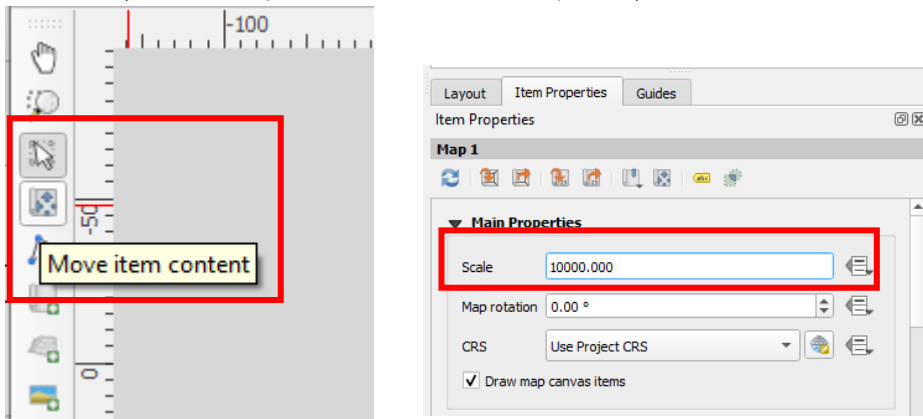 -100
-50
Move item content
0
Layout Item Properties Guides
Item Properties
Map 1
Main Properties
Scale 10000.000
Map rotation 0.00 °
CRS Use Project CRS
Draw map canvas items